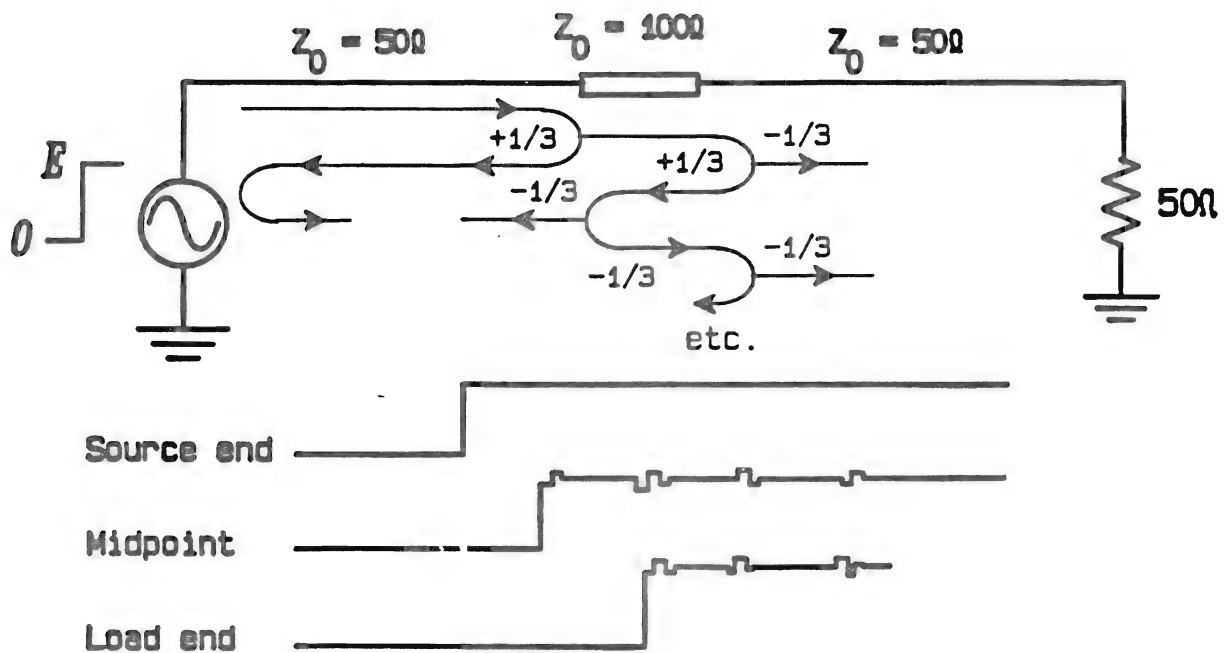 Z₀ = 50Ω
Z₀ = 100Ω
Z₀ = 50Ω
+1/3
-1/3
+1/3
E
-1/3
0
50Ω
-1/3
-1/3
etc.
Source end
Midpoint
Load end